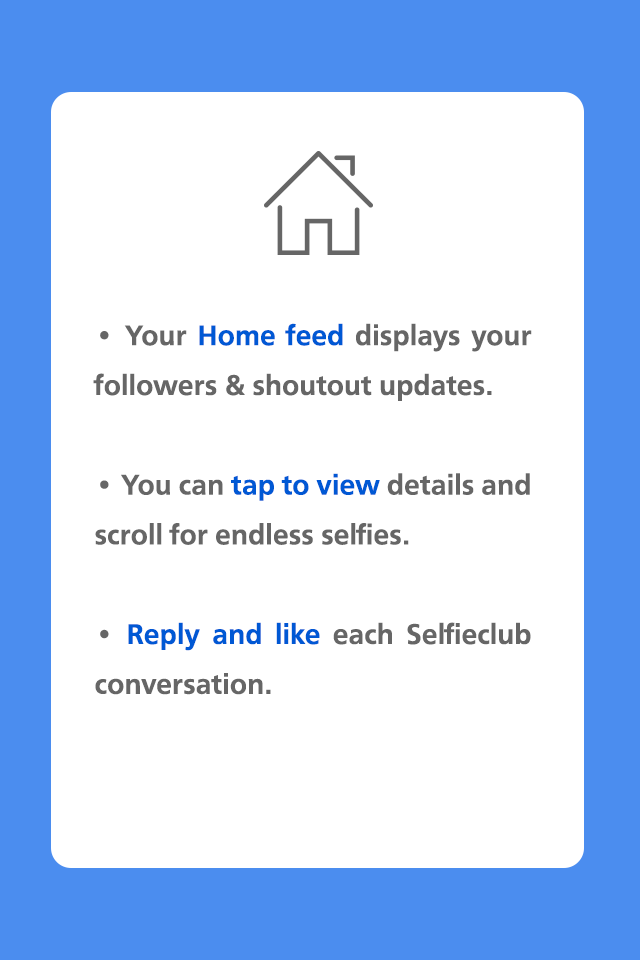 • Your Home feed displays your
followers & shoutout updates.
• You can tap to view details and
scroll for endless selfies.
• Reply and like each Selfieclub
conversation.